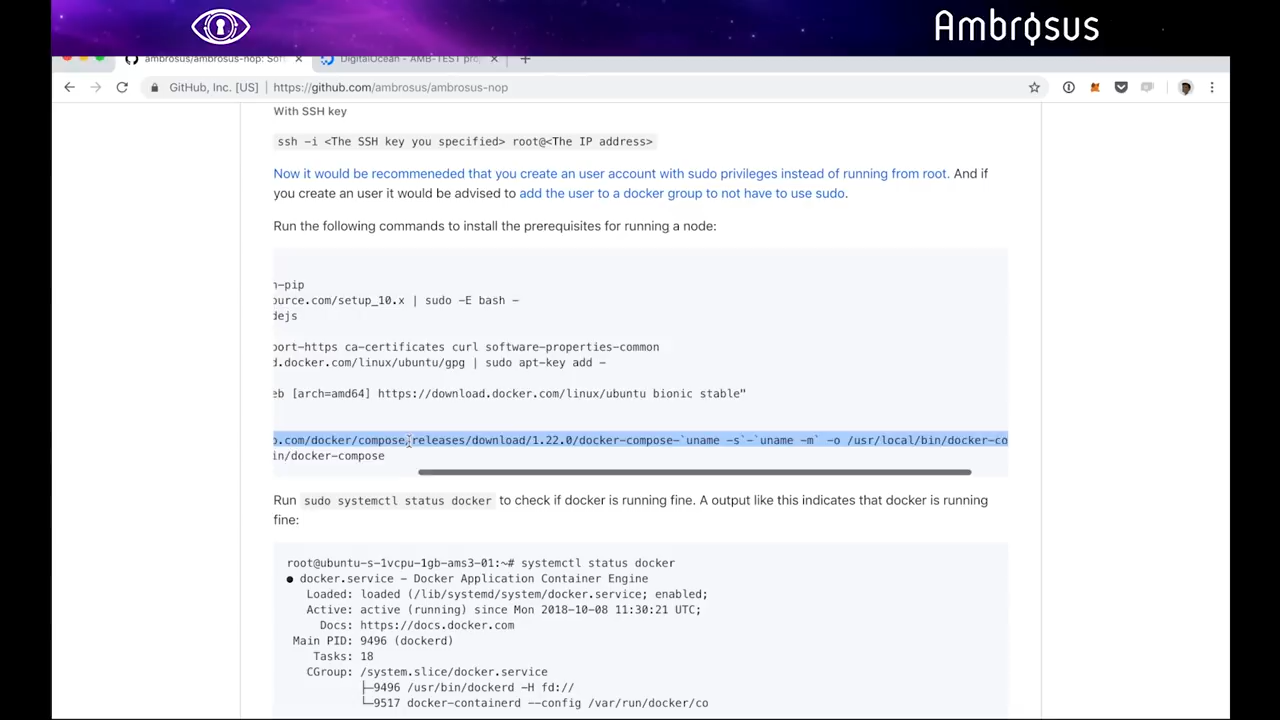 Ambrosus
ambrosus/ambrosus-nop: Sof
DigitalOcean - AMB-TEST pro
GitHub, Inc. [US] | https://github.com/ambrosus/ambrosus-nop
With SSH key
ssh -i <The SSH key you specified> root@<The IP address>
Now it would be recommeneded that you create an user account with sudo privileges instead of running from root. And if
you create an user it would be advised to add the user to a docker group to not have to use sudo.
Run the following commands to install the prerequisites for running a node:
n-pip
ource.com/setup_10.x | sudo -E bash -
dejs
port-https ca-certificates curl software-properties-common
d.docker.com/linux/ubuntu/gpg | sudo apt-key add -
eb [arch=amd64] https://download.docker.com/linux/ubuntu bionic stable"
b.com/docker/compose/releases/download/1.22.0/docker-compose-`uname -s`-`uname -m` -o /usr/local/bin/docker-co
in/docker-compose
Run sudo systemctl status docker to check if docker is running fine. A output like this indicates that docker is running
fine:
root@ubuntu-s-1vcpu-1gb-ams3-01:~# systemctl status docker
● docker.service - Docker Application Container Engine
Loaded: loaded (/lib/systemd/system/docker.service; enabled;
Active: active (running) since Mon 2018-10-08 11:30:21 UTC;
Docs: https://docs.docker.com
Main PID: 9496 (dockerd)
Tasks: 18
CGroup: /system.slice/docker.service
├─9496 /usr/bin/dockerd -H fd://
└─9517 docker-containerd --config /var/run/docker/co